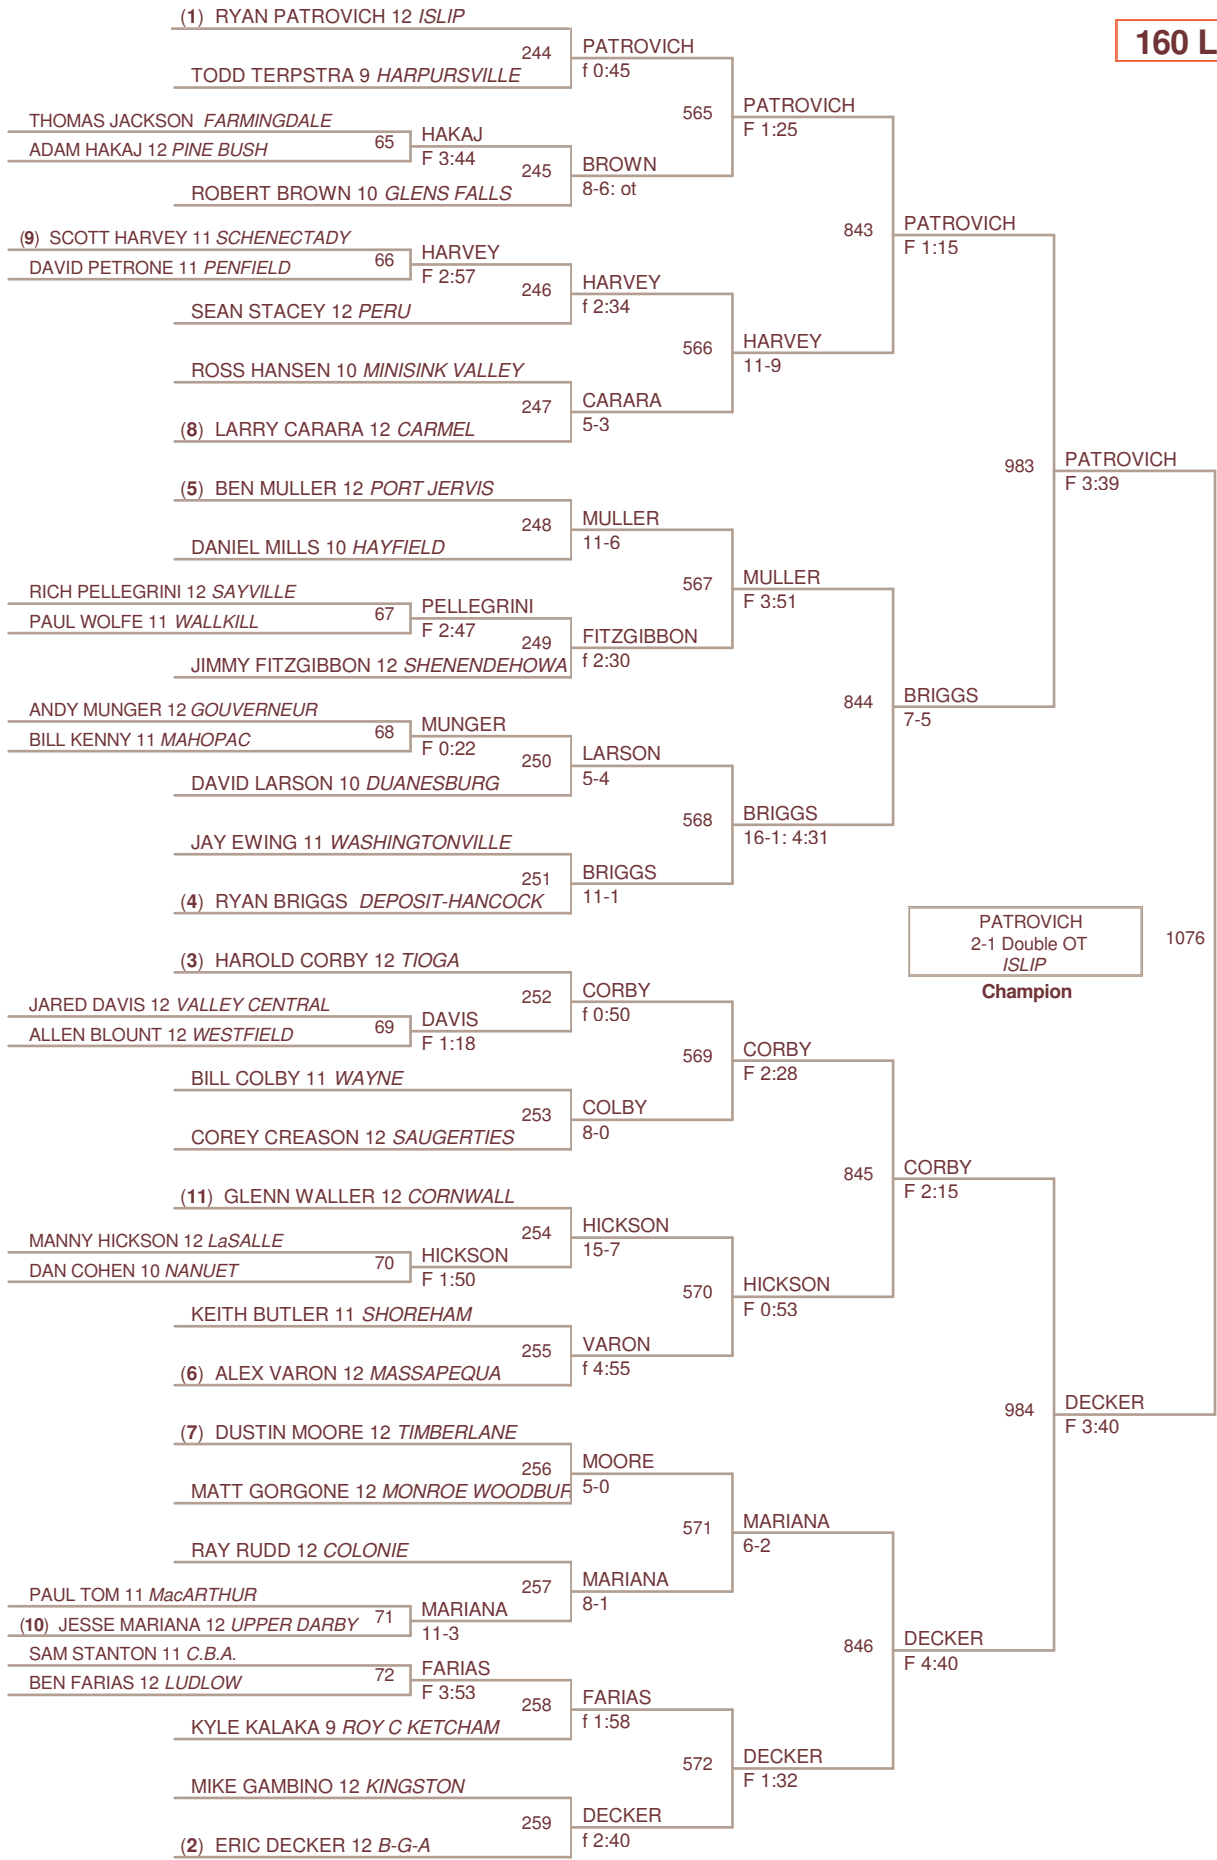 (1) RYAN PATROVICH 12 ISLIP
160 L
244
PATROVICH
f 0:45
TODD TERPSTRA 9 HARPURSVILLE
565
PATROVICH
F 1:25
THOMAS JACKSON FARMINGDALE
65
HAKAJ
F 3:44
ADAM HAKAJ 12 PINE BUSH
245
BROWN
8-6: ot
ROBERT BROWN 10 GLENS FALLS
843
PATROVICH
F 1:15
(9) SCOTT HARVEY 11 SCHENECTADY
66
HARVEY
F 2:57
DAVID PETRONE 11 PENFIELD
246
HARVEY
f 2:34
SEAN STACEY 12 PERU
566
HARVEY
11-9
ROSS HANSEN 10 MINISINK VALLEY
247
CARARA
5-3
(8) LARRY CARARA 12 CARMEL
983
PATROVICH
F 3:39
(5) BEN MULLER 12 PORT JERVIS
248
MULLER
11-6
DANIEL MILLS 10 HAYFIELD
567
MULLER
F 3:51
RICH PELLEGRINI 12 SAYVILLE
67
PELLEGRINI
F 2:47
PAUL WOLFE 11 WALLKILL
249
FITZGIBBON
f 2:30
JIMMY FITZGIBBON 12 SHENENDEHOWA
844
BRIGGS
7-5
ANDY MUNGER 12 GOUVERNEUR
68
MUNGER
F 0:22
BILL KENNY 11 MAHOPAC
250
LARSON
5-4
DAVID LARSON 10 DUANESBURG
568
BRIGGS
16-1: 4:31
JAY EWING 11 WASHINGTONVILLE
251
BRIGGS
11-1
(4) RYAN BRIGGS DEPOSIT-HANCOCK
PATROVICH
2-1 Double OT
ISLIP
Champion
1076
(3) HAROLD CORBY 12 TIOGA
252
CORBY
f 0:50
JARED DAVIS 12 VALLEY CENTRAL
69
DAVIS
F 1:18
ALLEN BLOUNT 12 WESTFIELD
569
CORBY
F 2:28
BILL COLBY 11 WAYNE
253
COLBY
8-0
COREY CREASON 12 SAUGERTIES
845
CORBY
F 2:15
(11) GLENN WALLER 12 CORNWALL
254
HICKSON
15-7
MANNY HICKSON 12 LaSALLE
70
HICKSON
F 1:50
DAN COHEN 10 NANUET
570
HICKSON
F 0:53
KEITH BUTLER 11 SHOREHAM
255
VARON
f 4:55
(6) ALEX VARON 12 MASSAPEQUA
984
DECKER
F 3:40
(7) DUSTIN MOORE 12 TIMBERLANE
256
MOORE
5-0
MATT GORGONE 12 MONROE WOODBUR
571
MARIANA
6-2
RAY RUDD 12 COLONIE
257
MARIANA
8-1
PAUL TOM 11 MacARTHUR
71
MARIANA
11-3
(10) JESSE MARIANA 12 UPPER DARBY
846
DECKER
F 4:40
SAM STANTON 11 C.B.A.
72
FARIAS
F 3:53
BEN FARIAS 12 LUDLOW
258
FARIAS
f 1:58
KYLE KALAKA 9 ROY C KETCHAM
572
DECKER
F 1:32
MIKE GAMBINO 12 KINGSTON
259
DECKER
f 2:40
(2) ERIC DECKER 12 B-G-A